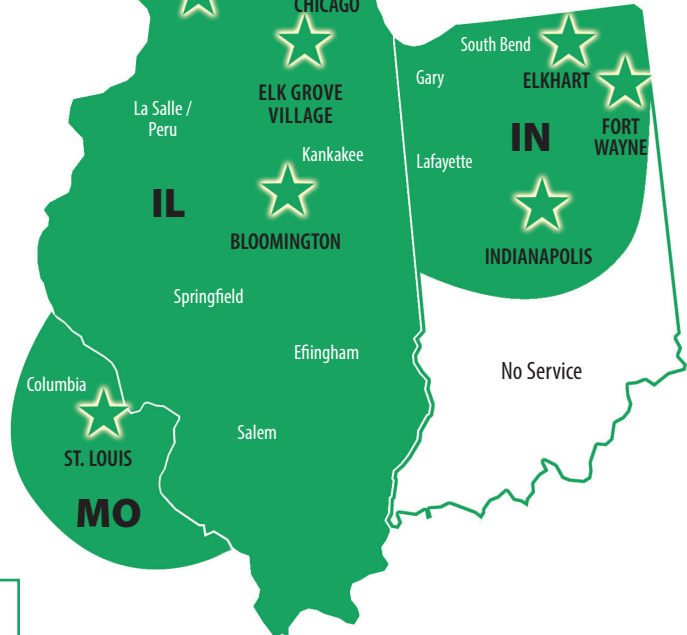 CHICAGO
South Bend
Gary
ELKHART
ELK GROVE
VILLAGE
La Salle /
Peru
FORT
WAYNE
IN
Kankakee
Lafayette
IL
BLOOMINGTON
INDIANAPOLIS
Springfield
Efiingham
No Service
Columbia
Salem
ST. LOUIS
MO